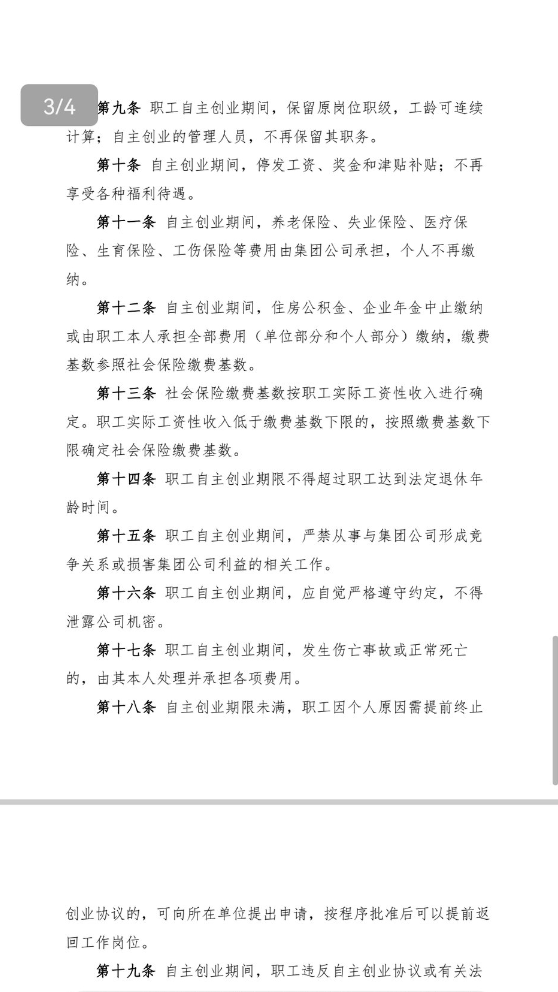 3/4
第九条 职工自主创业期间，保留原岗位职级，工龄可连续
计算；自主创业的管理人员，不再保留其职务。
第十条 自主创业期间，停发工资、奖金和津贴补贴；不再
享受各种福利待遇。
第十一条 自主创业期间，养老保险、失业保险、医疗保
险、生育保险、工伤保险等费用由集团公司承担，个人不再缴
纳。
第十二条 自主创业期间，住房公积金、企业年金中止缴纳
或由职工本人承担全部费用（单位部分和个人部分）缴纳，缴费
基数参照社会保险缴费基数。
第十三条 社会保险缴费基数按职工实际工资性收入进行确
定。职工实际工资性收入低于缴费基数下限的，按照缴费基数下
限确定社会保险缴费基数。
第十四条 职工自主创业期限不得超过职工达到法定退休年
龄时间。
第十五条 职工自主创业期间，严禁从事与集团公司形成竞
争关系或损害集团公司利益的相关工作。
第十六条 职工自主创业期间，应自觉严格遵守约定，不得
泄露公司机密。
第十七条 职工自主创业期间，发生伤亡事故或正常死亡
的，由其本人处理并承担各项费用。
第十八条 自主创业期限未满，职工因个人原因需提前终止
创业协议的，可向所在单位提出申请，按程序批准后可以提前返
回工作岗位。
第十九条 自主创业期间，职工违反自主创业协议或有关法